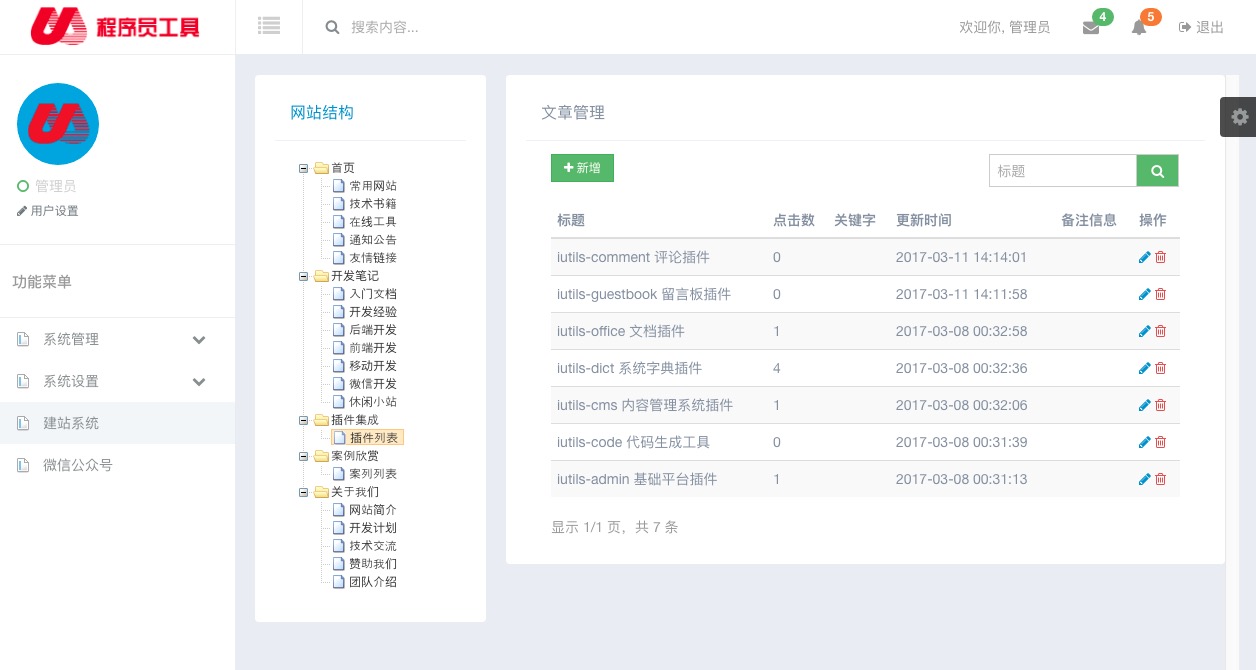 程序员工具
搜索内容...
欢迎你, 管理员
4
5
退出
管理员
用户设置
功能菜单
系统管理
系统设置
建站系统
微信公众号
网站结构
首页
常用网站
技术书籍
在线工具
通知公告
友情链接
开发笔记
入门文档
开发经验
后端开发
前端开发
移动开发
微信开发
休闲小站
插件集成
插件列表
案例欣赏
案列列表
关于我们
网站简介
开发计划
技术交流
赞助我们
团队介绍
文章管理
新增
标题
标题 点击数 关键字 更新时间 备注信息 操作
iutils-comment 评论插件 0 2017-03-11 14:14:01
iutils-guestbook 留言板插件 0 2017-03-11 14:11:58
iutils-office 文档插件 1 2017-03-08 00:32:58
iutils-dict 系统字典插件 4 2017-03-08 00:32:36
iutils-cms 内容管理系统插件 1 2017-03-08 00:32:06
iutils-code 代码生成工具 0 2017-03-08 00:31:39
iutils-admin 基础平台插件 1 2017-03-08 00:31:13
显示 1/1 页，共 7 条